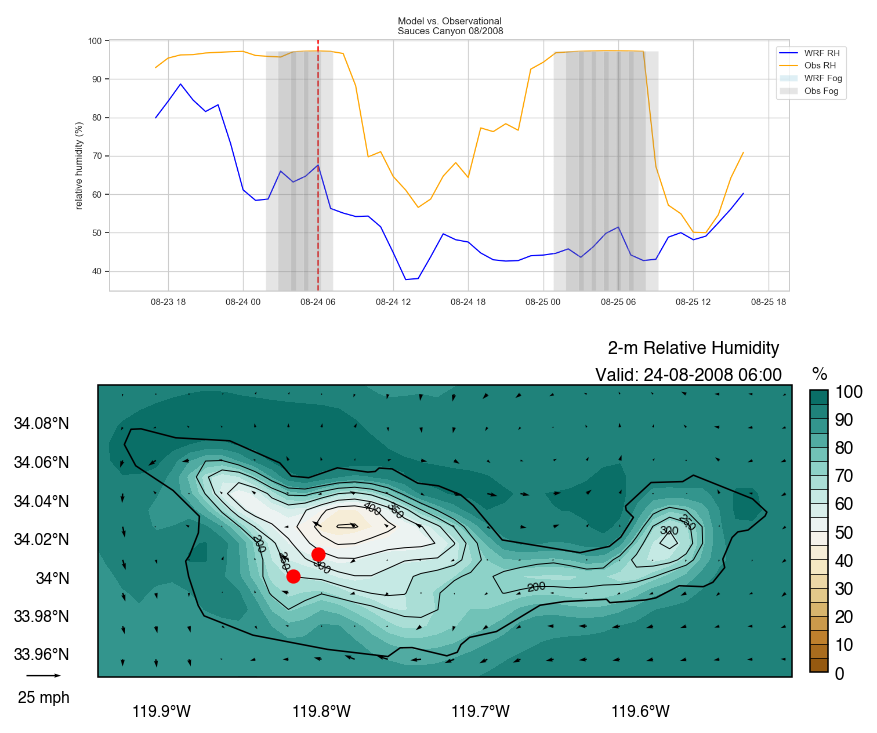 Model vs. Observational
Sauces Canyon 08/2008
relative humidity (%)
100
90
80
70
60
50
40
08-23 18
08-24 00
08-24 06
08-24 12
08-24 18
08-25 00
08-25 06
08-25 12
08-25 18
WRF RH
Obs RH
WRF Fog
Obs Fog
2-m Relative Humidity
Valid: 24-08-2008 06:00
%
34.08°N
34.06°N
34.04°N
34.02°N
34°N
33.98°N
33.96°N
25 mph
119.9°W
119.8°W
119.7°W
119.6°W
400
200
200
300
100
90
80
70
60
50
40
30
20
10
0